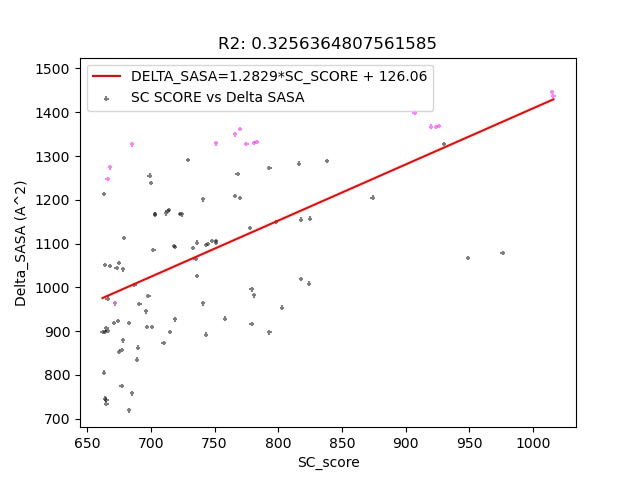 R2: 0.3256364807561585
DELTA_SASA=1.2829*SC_SCORE + 126.06
SC SCORE vs Delta SASA
1500
1400
1300
1200
1100
1000
900
800
700
Delta_SASA (A^2)
650 700 750 800 850 900 950 1000
SC_score